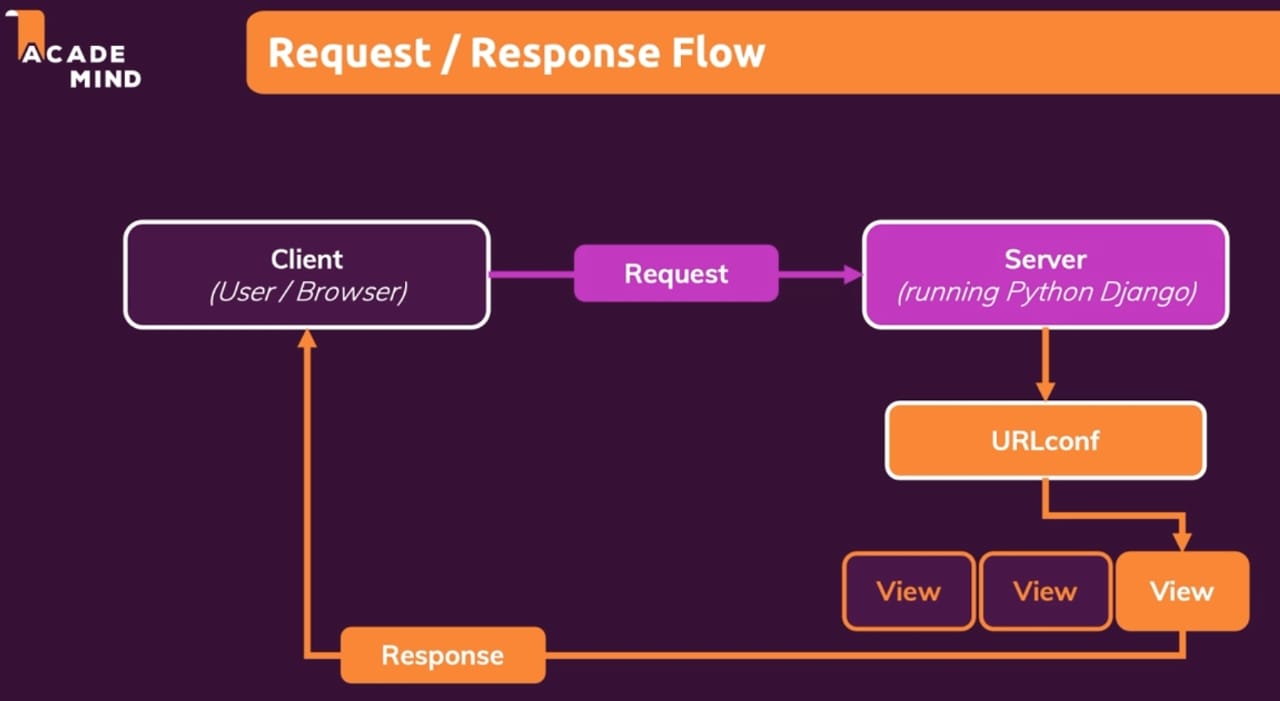 ACADE
MIND
Request / Response Flow
Client
(User / Browser)
Request
Server
(running Python Django)
URLconf
View
View
View
Response